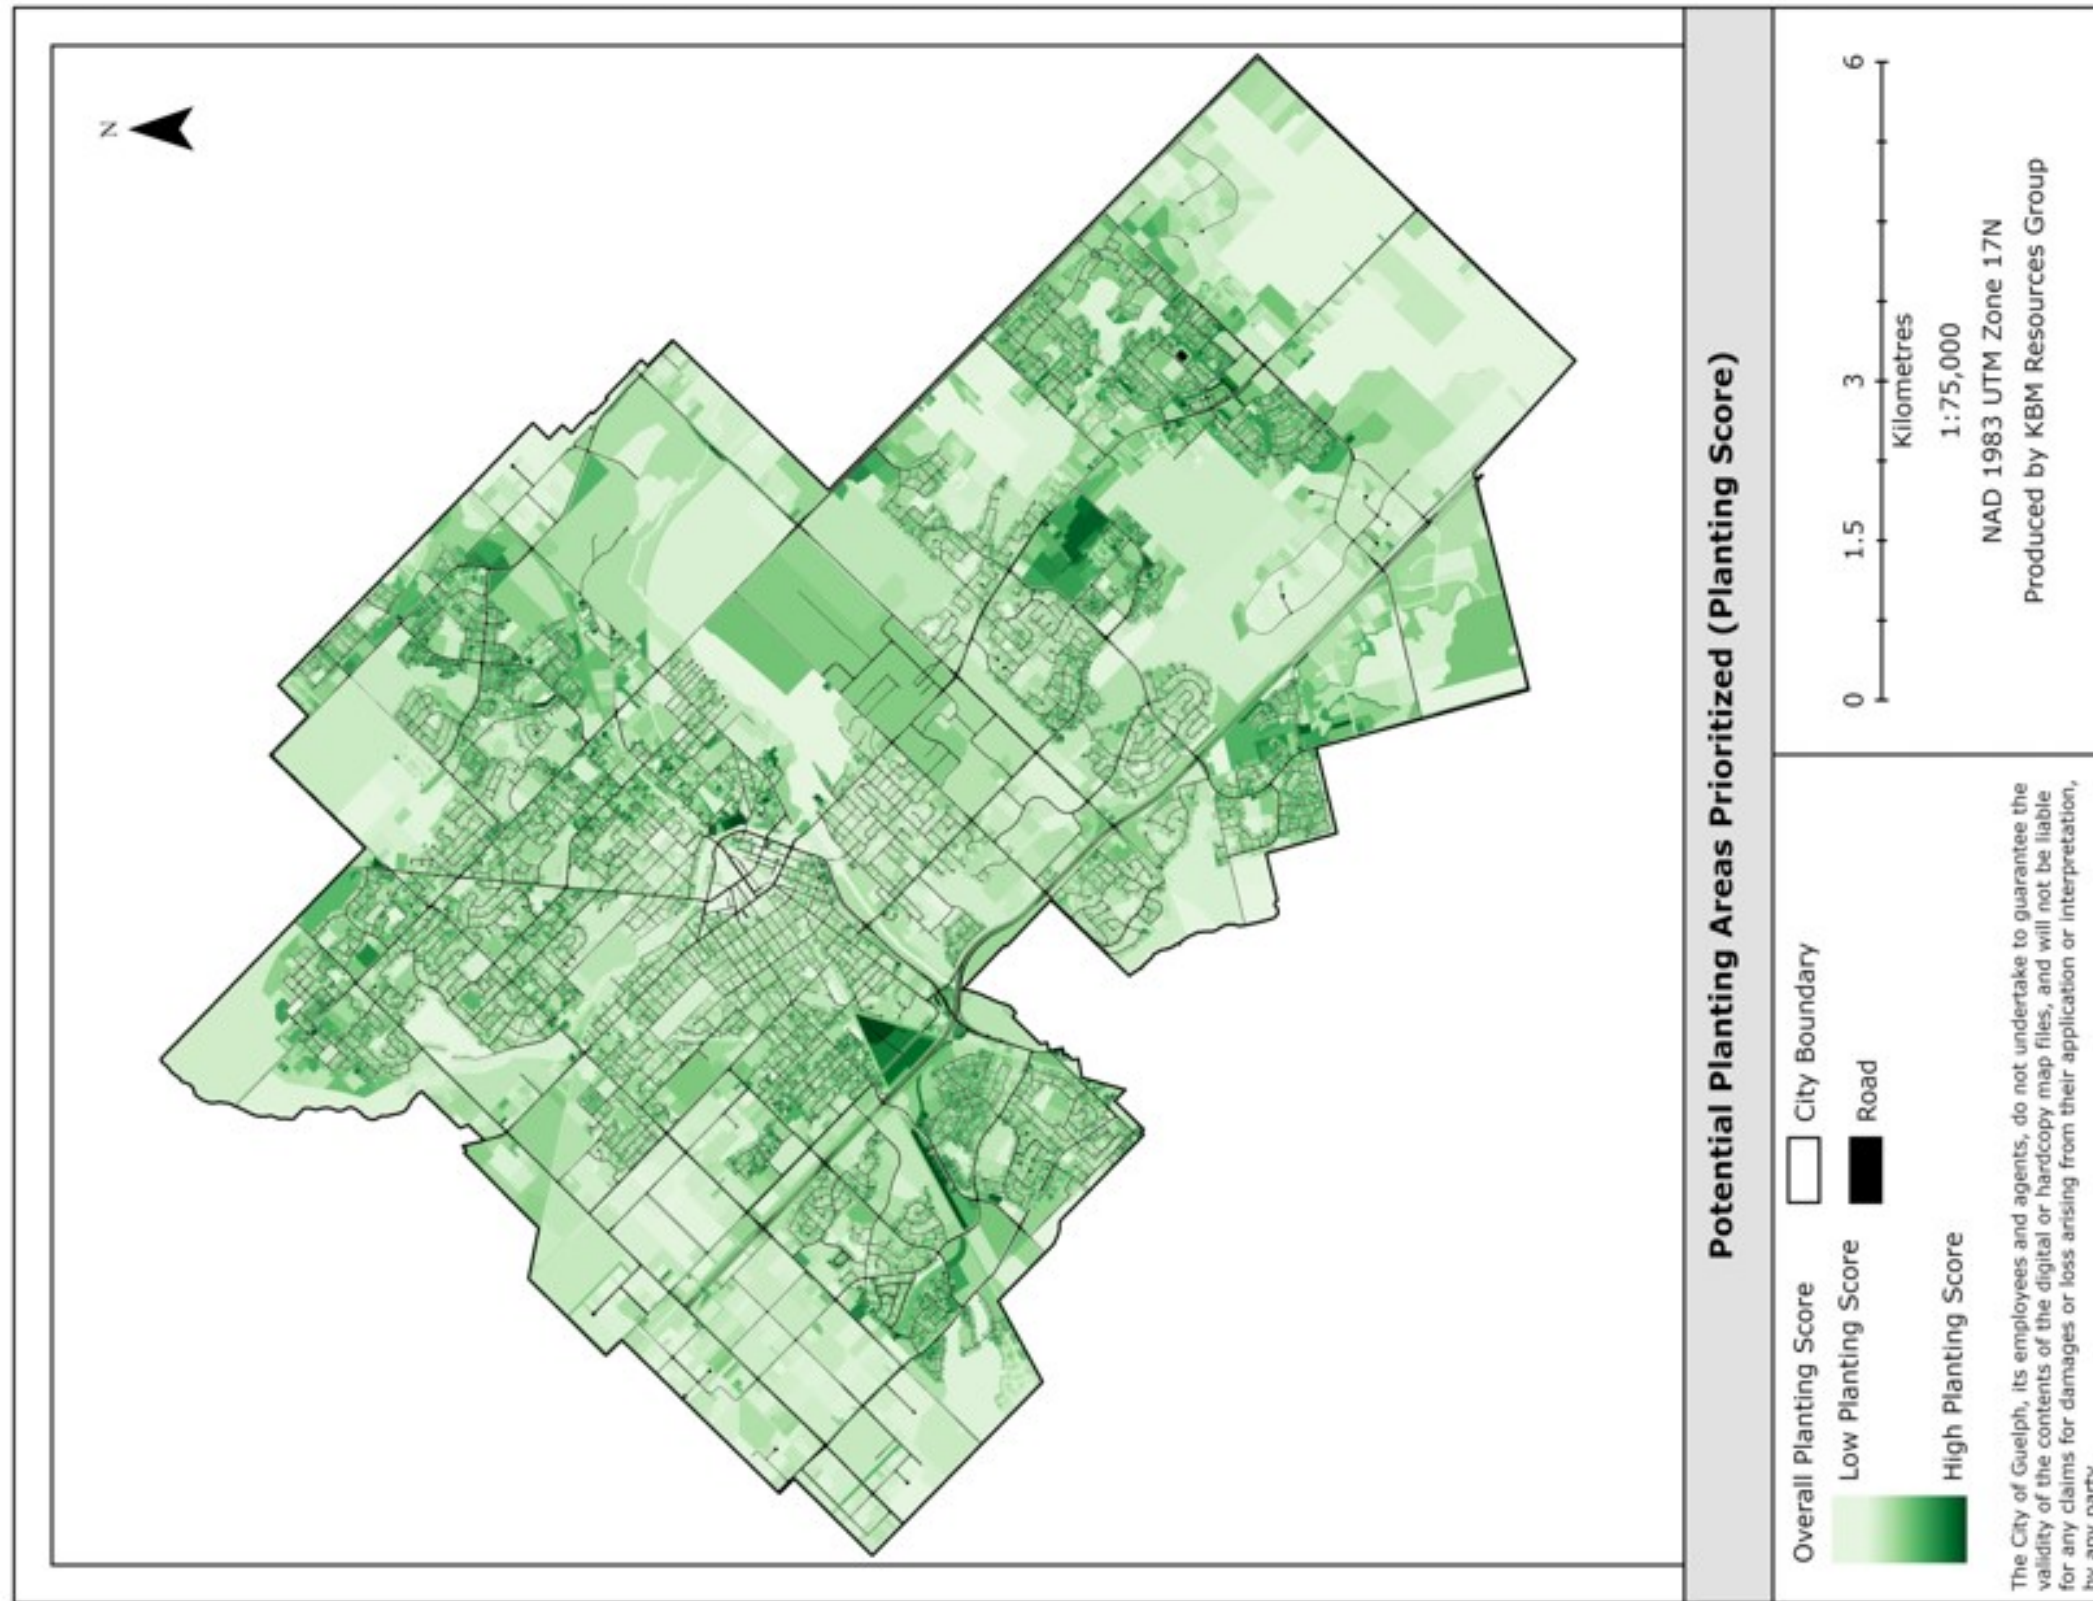 N
Potential Planting Areas Prioritized (Planting Score)
Overall Planting Score
Low Planting Score
High Planting Score
City Boundary
Road
The City of Guelph, its employees and agents, do not undertake to guarantee the
validity of the contents of the digital or hardcopy map files, and will not be liable
for any claims for damages or loss arising from their application or interpretation,
by any party.
0 1.5 3 6
Kilometres
1:75,000
NAD 1983 UTM Zone 17N
Produced by KBM Resources Group